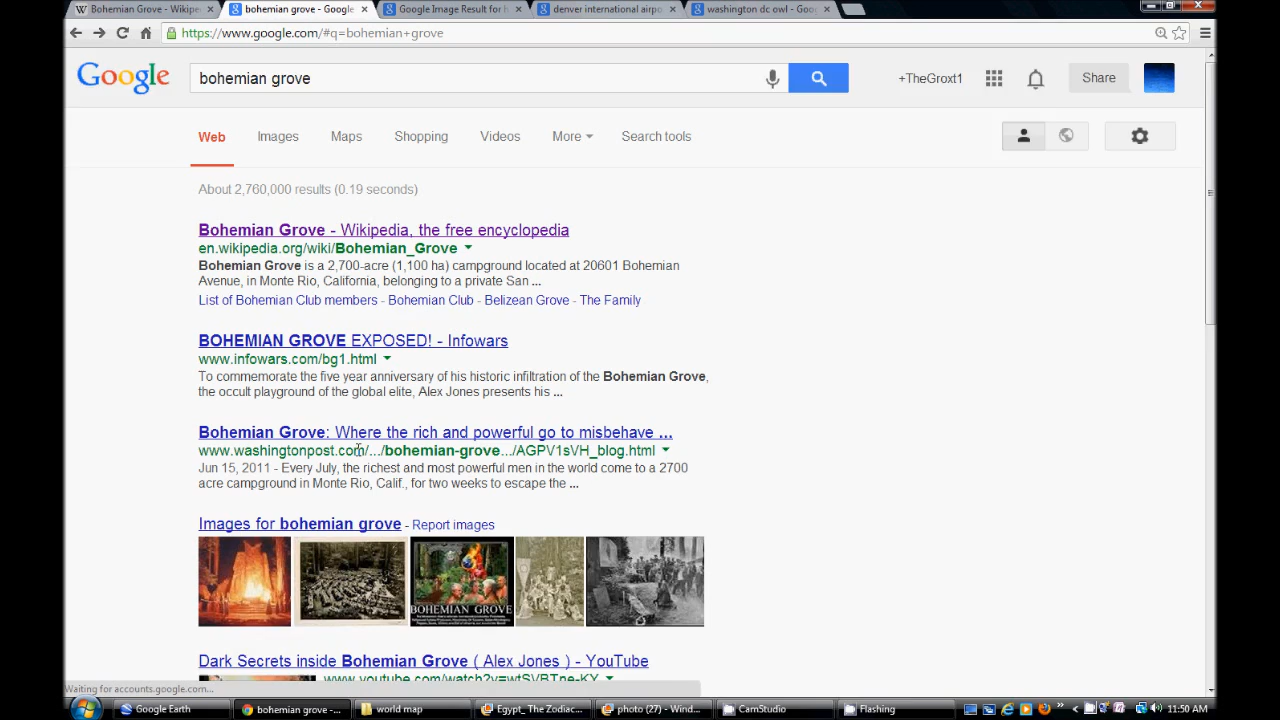 Bohemian Grove - Wikipe
bohemian grove - Google
Google Image Result for b
denver international airpo
washington dc owl - Goo
https://www.google.com/#q=bohemian+grove
Google
bohemian grove
+TheGroxt1
Share
Web
Images
Maps
Shopping
Videos
More
Search tools
About 2,760,000 results (0.19 seconds)
Bohemian Grove - Wikipedia, the free encyclopedia
en.wikipedia.org/wiki/Bohemian_Grove
Bohemian Grove is a 2,700-acre (1,100 ha) campground located at 20601 Bohemian
Avenue, in Monte Rio, California, belonging to a private San ...
List of Bohemian Club members - Bohemian Club - Belizean Grove - The Family
BOHEMIAN GROVE EXPOSED! - Infowars
www.infowars.com/bg1.html
To commemorate the five year anniversary of his historic infiltration of the Bohemian Grove,
the occult playground of the global elite, Alex Jones presents his ...
Bohemian Grove: Where the rich and powerful go to misbehave ...
www.washingtonpost.com/.../bohemian-grove.../AGPV1sVH_blog.html
Jun 15, 2011 - Every July, the richest and most powerful men in the world come to a 2700
acre campground in Monte Rio, Calif., for two weeks to escape the ...
Images for bohemian grove - Report images
BOHEMIAN GROVE
Dark Secrets inside Bohemian Grove ( Alex Jones ) - YouTube
www.youtube.com/watch?v=wtSVBTne-KY
Waiting for accounts.google.com...
Google Earth
bohemian grove -...
world map
Egypt_ The Zodiac...
photo (27) - Wind...
CamStudio
Flashing
11:50 AM